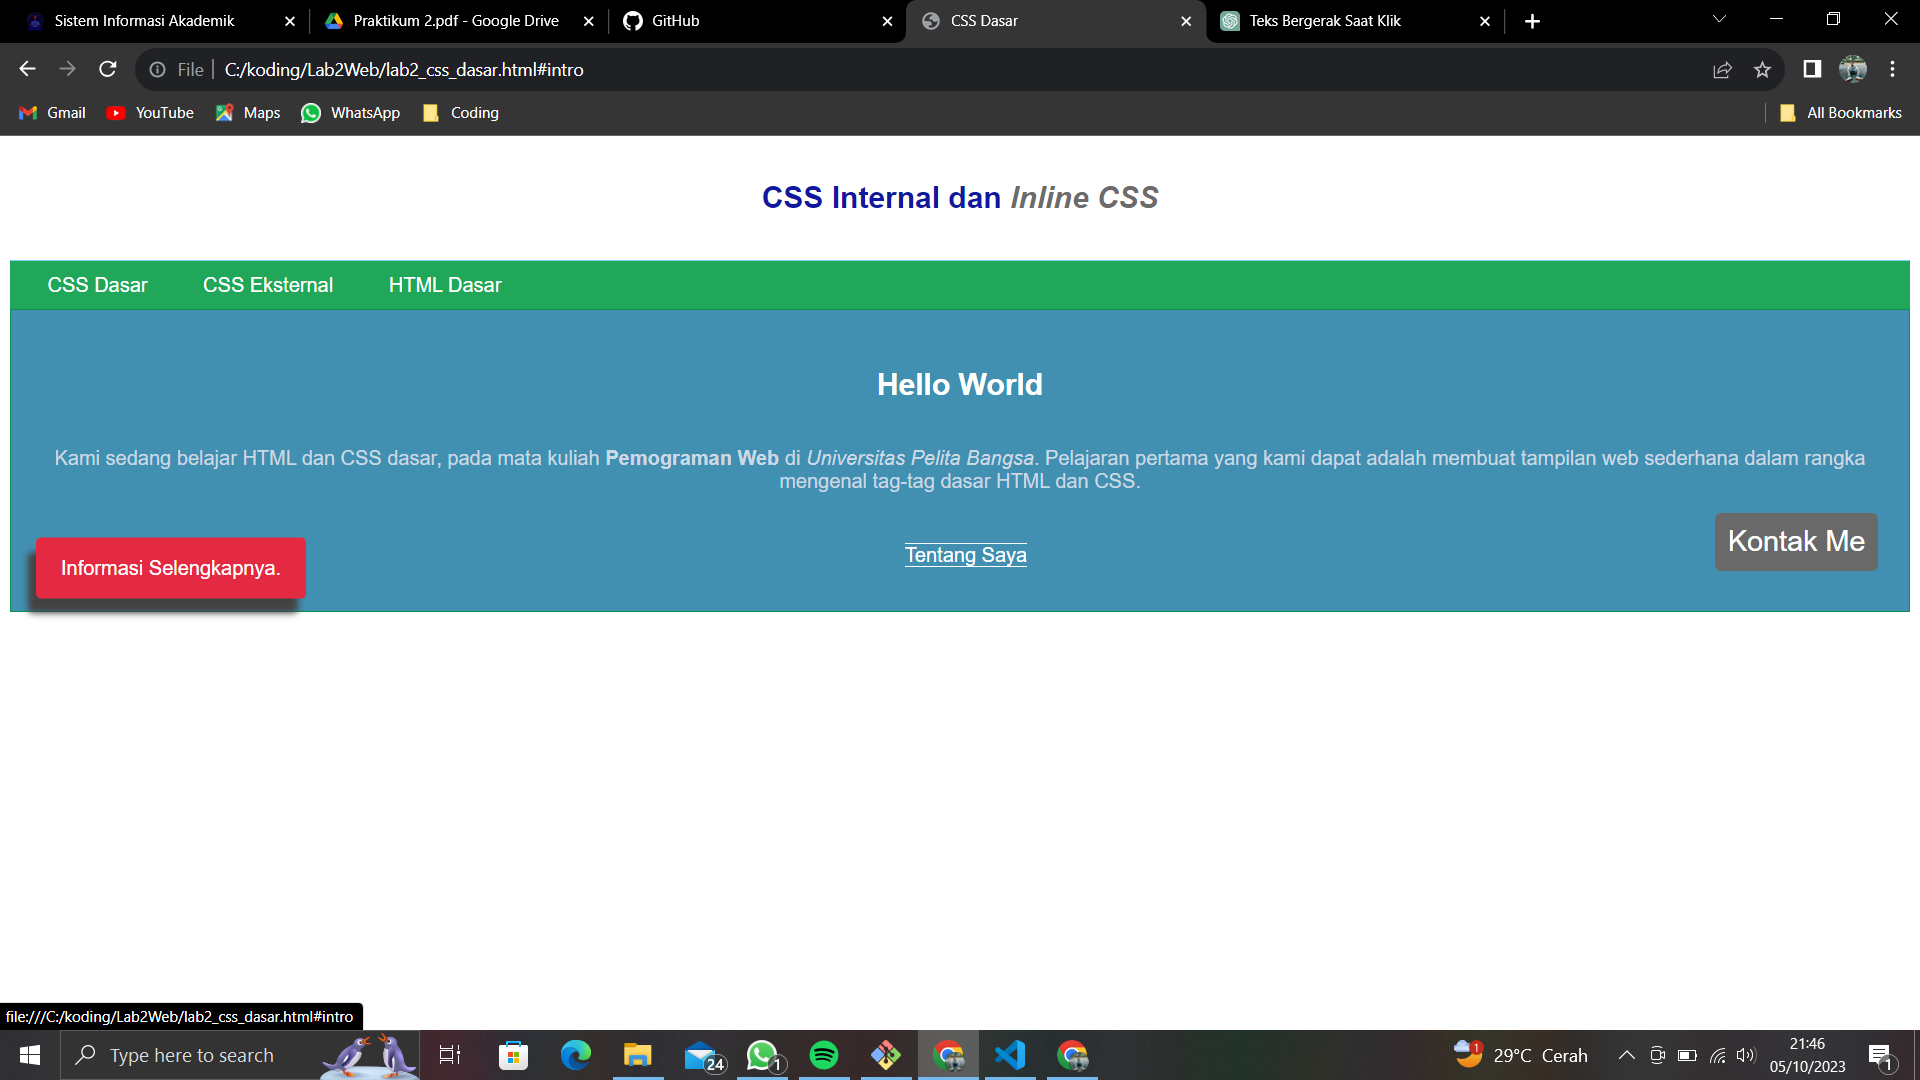 Sistem Informasi Akademik
Praktikum 2.pdf - Google Drive
GitHub
CSS Dasar
Teks Bergerak Saat Klik
File
C:/koding/Lab2Web/lab2_css_dasar.html#intro
Gmail
YouTube
Maps
WhatsApp
Coding
All Bookmarks
CSS Internal dan Inline CSS
CSS Dasar
CSS Eksternal
HTML Dasar
Hello World
Kami sedang belajar HTML dan CSS dasar, pada mata kuliah Pemograman Web di Universitas Pelita Bangsa. Pelajaran pertama yang kami dapat adalah membuat tampilan web sederhana dalam rangka
mengenal tag-tag dasar HTML dan CSS.
Informasi Selengkapnya.
Tentang Saya
Kontak Me
file:///C:/koding/Lab2Web/lab2_css_dasar.html#intro
Type here to search
24
1
1
29°C Cerah
21:46
05/10/2023
1